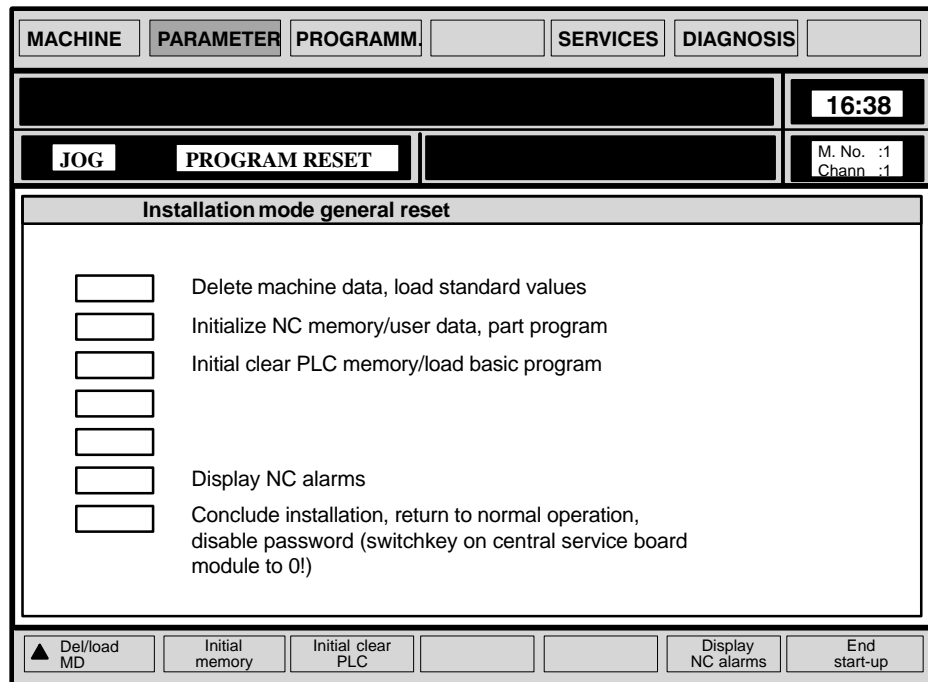 MACHINE PARAMETER PROGRAMM. SERVICES DIAGNOSIS
16:38
JOG PROGRAM RESET
M. No. :1
Chann :1
Installation mode general reset
Delete machine data, load standard values
Initialize NC memory/user data, part program
Initial clear PLC memory/load basic program
Display NC alarms
Conclude installation, return to normal operation,
disable password (switchkey on central service board
module to 0!)
Del/load
MD
Initial
memory
Initial clear
PLC
Display
NC alarms
End
start-up